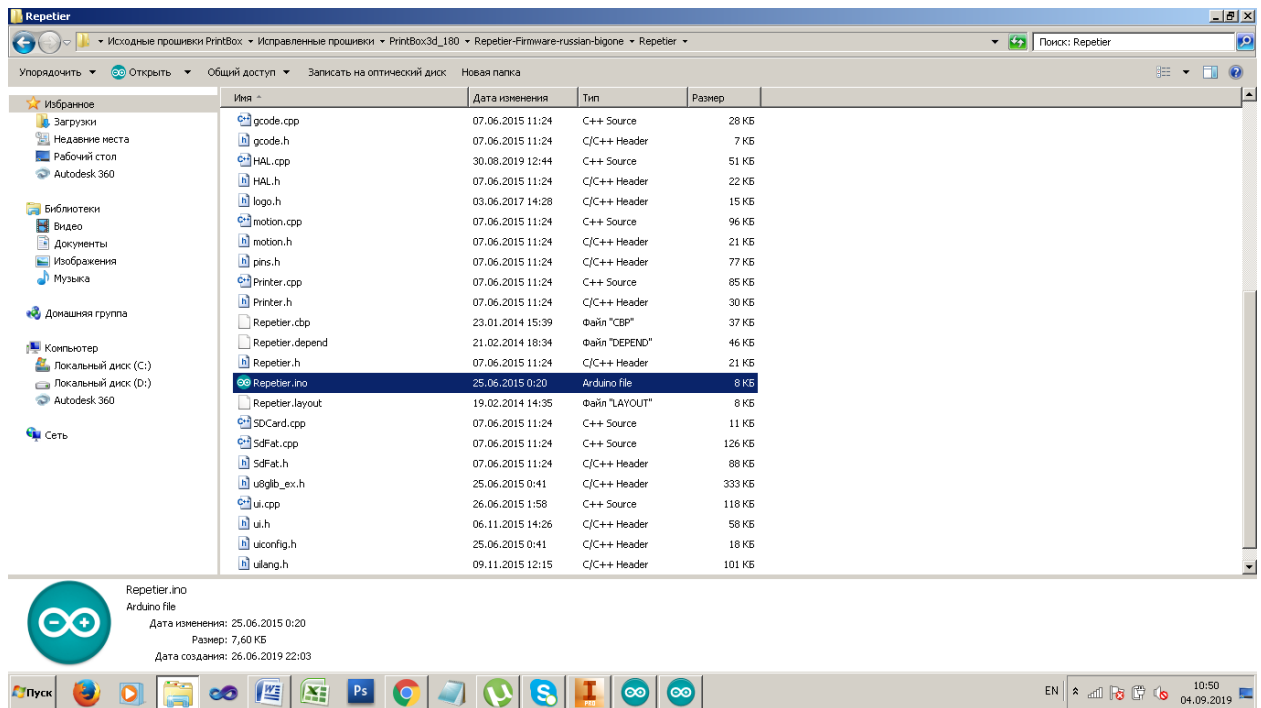 Repetier
Исходные прошивки PrintBox Исправленные прошивки PrintBox3d_180 Repetier-Firmware-russian-bigone Repetier
Поиск: Repetier
Упорядочить Открыть Общий доступ Записать на оптический диск Новая папка
Избранное
Загрузки
Недавние места
Рабочий стол
Autodesk 360
Библиотеки
Видео
Документы
Изображения
Музыка
Домашняя группа
Компьютер
Локальный диск (C:)
Локальный диск (D:)
Autodesk 360
Сеть
Имя Дата изменения Тип Размер
gcode.cpp 07.06.2015 11:24 C++ Source 28 КБ
gcode.h 07.06.2015 11:24 C/C++ Header 7 КБ
HAL.cpp 30.08.2019 12:44 C++ Source 51 КБ
HAL.h 07.06.2015 11:24 C/C++ Header 22 КБ
logo.h 03.06.2017 14:28 C/C++ Header 15 КБ
motion.cpp 07.06.2015 11:24 C++ Source 96 КБ
motion.h 07.06.2015 11:24 C/C++ Header 21 КБ
pins.h 07.06.2015 11:24 C/C++ Header 77 КБ
Printer.cpp 07.06.2015 11:24 C++ Source 85 КБ
Printer.h 07.06.2015 11:24 C/C++ Header 30 КБ
Repetier.cbp 23.01.2014 15:39 Файл "CBP" 37 КБ
Repetier.depend 21.02.2014 18:34 Файл "DEPEND" 46 КБ
Repetier.h 07.06.2015 11:24 C/C++ Header 21 КБ
Repetier.ino 25.06.2015 0:20 Arduino file 8 КБ
Repetier.layout 19.02.2014 14:35 Файл "LAYOUT" 8 КБ
SDCard.cpp 07.06.2015 11:24 C++ Source 11 КБ
SdFat.cpp 07.06.2015 11:24 C++ Source 126 КБ
SdFat.h 07.06.2015 11:24 C/C++ Header 88 КБ
u8glib_ex.h 25.06.2015 0:41 C/C++ Header 333 КБ
ui.cpp 26.06.2015 1:58 C++ Source 118 КБ
ui.h 06.11.2015 14:26 C/C++ Header 58 КБ
uiconfig.h 25.06.2015 0:41 C/C++ Header 18 КБ
uilang.h 09.11.2015 12:15 C/C++ Header 101 КБ
Repetier.ino
Arduino file
Дата изменения: 25.06.2015 0:20
Размер: 7,60 КБ
Дата создания: 26.06.2019 22:03
Пуск
Ps
PRO
EN
10:50
04.09.2019